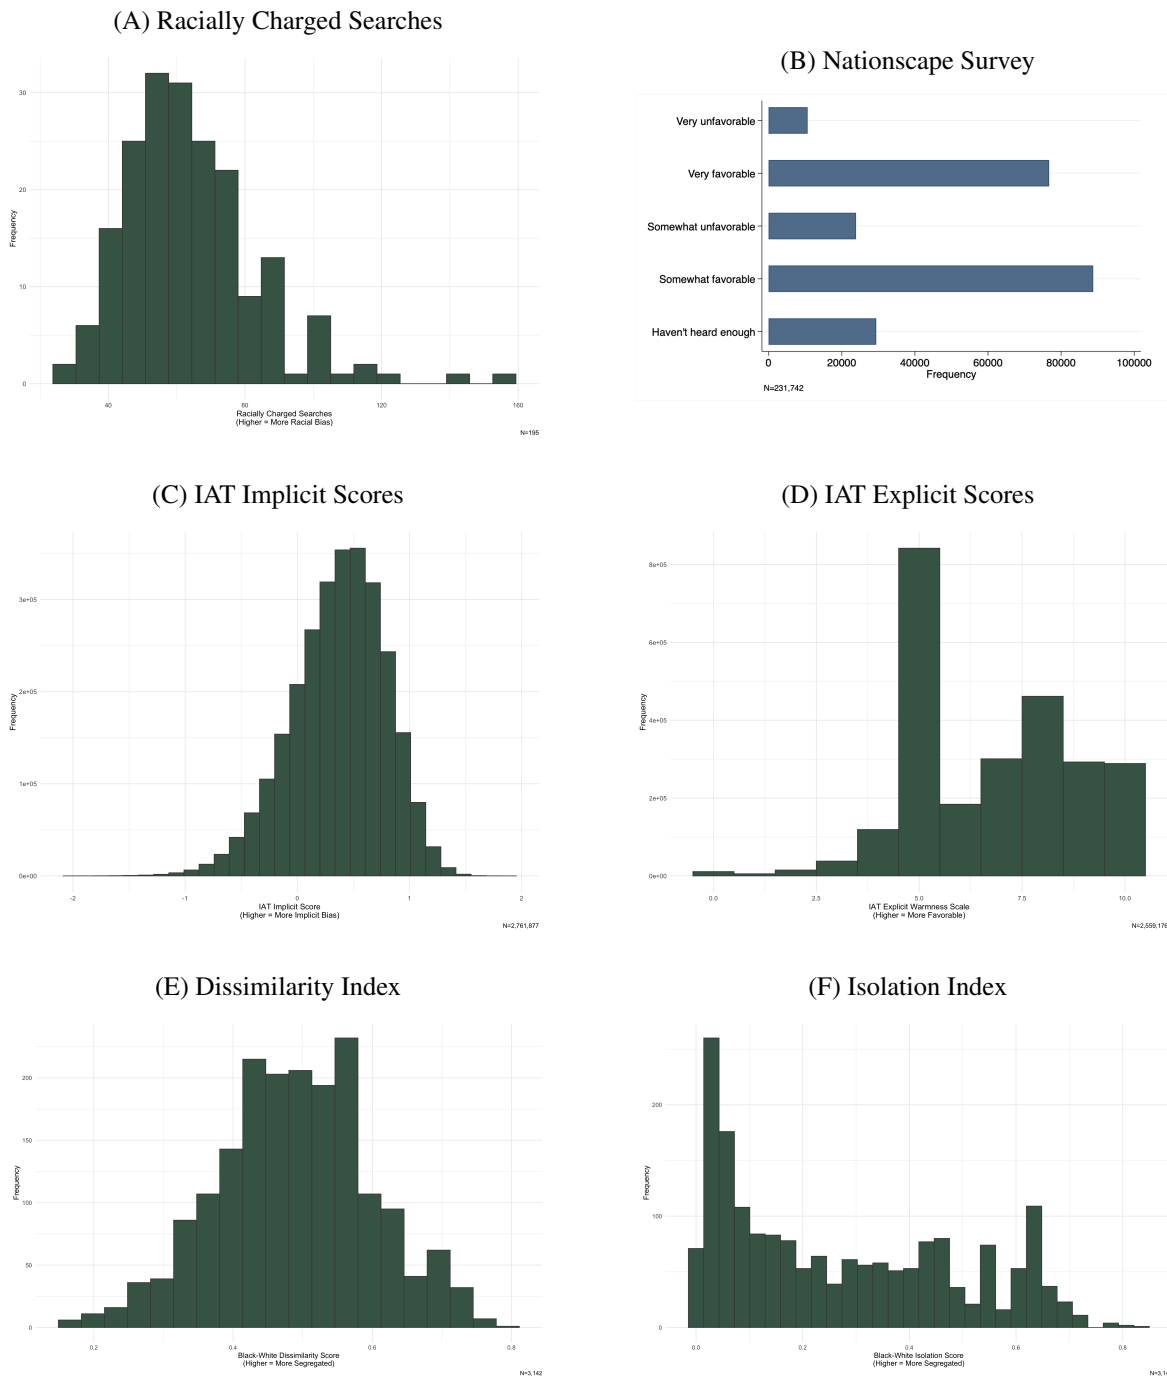 (A) Racially Charged Searches
30
20
10
0
Frequency
40
80
120
160
Racially Charged Searches
(Higher = More Racial Bias)
N=195
(B) Nationscape Survey
Very unfavorable
Very favorable
Somewhat unfavorable
Somewhat favorable
Haven't heard enough
0
20000
40000
60000
80000
100000
Frequency
N=231,742
(C) IAT Implicit Scores
3e+05
2e+05
1e+05
0e+00
Frequency
-2
-1
0
1
2
IAT Implicit Score
(Higher = More Implicit Bias)
N=2,761,877
(D) IAT Explicit Scores
8e+05
6e+05
4e+05
2e+05
0e+00
Frequency
0.0
2.5
5.0
7.5
10.0
IAT Explicit Warmness Scale
(Higher = More Favorable)
N=2,559,176
(E) Dissimilarity Index
200
150
100
50
0
Frequency
0.2
0.4
0.6
0.8
Black-White Dissimilarity Score
(Higher = More Segregated)
N=3,142
(F) Isolation Index
200
100
0
Frequency
0.0
0.2
0.4
0.6
0.8
Black-White Isolation Score
(Higher = More Segregated)